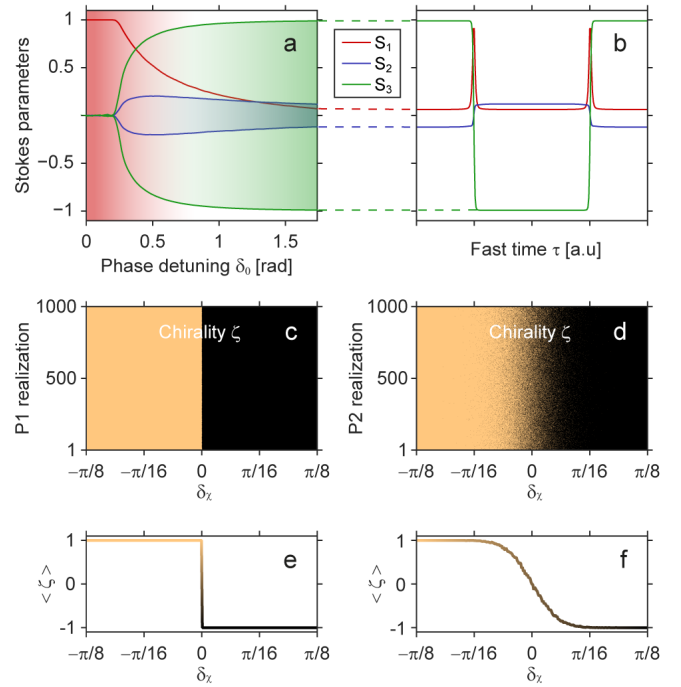 1
0.5
0
−0.5
−1
Stokes parameters
a
0
0.5
1
1.5
Phase detuning δ₀ [rad]
S₁
S₂
S₃
b
Fast time τ [a.u]
1000
500
1
P1 realization
Chirality ζ
c
−π/8
−π/16
0
π/16
π/8
δχ
1000
500
1
P2 realization
Chirality ζ
d
−π/8
−π/16
0
π/16
π/8
δχ
1
0
-1
< ζ >
e
−π/8
−π/16
0
π/16
π/8
δχ
1
0
-1
< ζ >
f
−π/8
−π/16
0
π/16
π/8
δχ